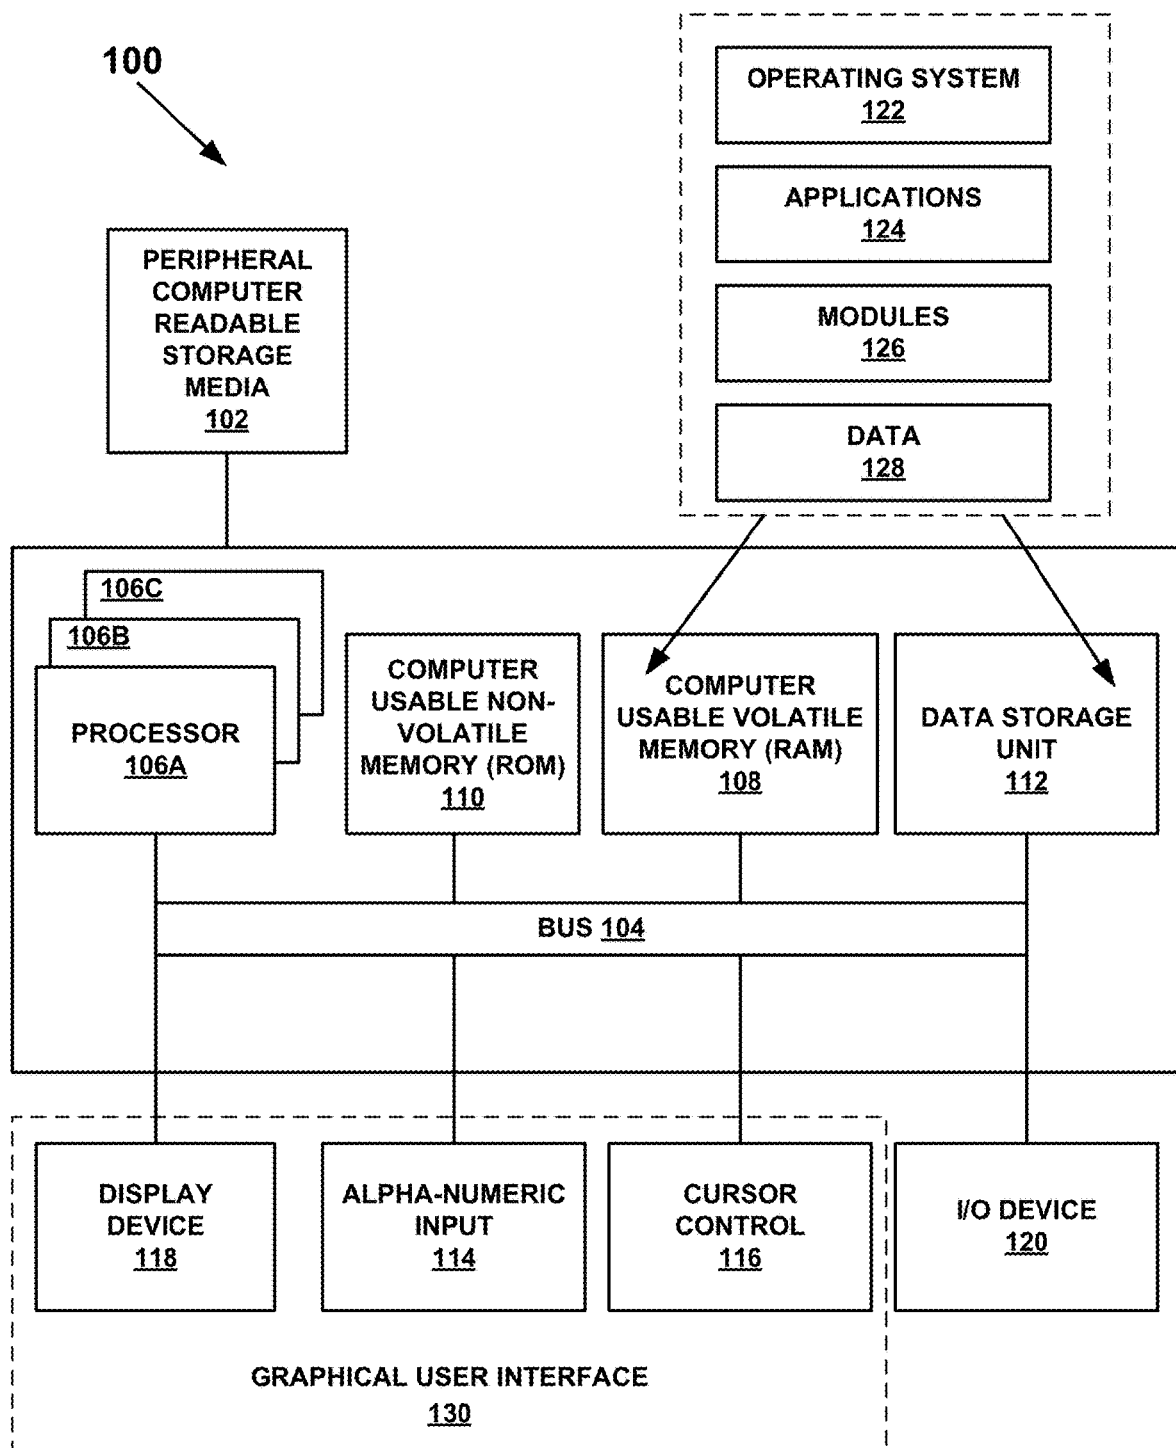 100
OPERATING SYSTEM
122
APPLICATIONS
124
MODULES
126
DATA
128
PERIPHERAL
COMPUTER
READABLE
STORAGE
MEDIA
102
106C
106B
PROCESSOR
106A
COMPUTER
USABLE NON-
VOLATILE
MEMORY (ROM)
110
COMPUTER
USABLE VOLATILE
MEMORY (RAM)
108
DATA STORAGE
UNIT
112
BUS 104
DISPLAY
DEVICE
118
ALPHA-NUMERIC
INPUT
114
CURSOR
CONTROL
116
I/O DEVICE
120
GRAPHICAL USER INTERFACE
130